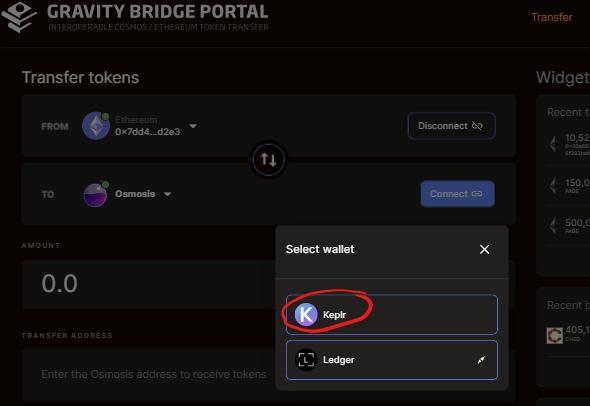 GRAVITY BRIDGE PORTAL
INTEROPERABLE COSMOS / ETHEREUM TOKEN TRANSFER
Transfer
Transfer tokens
Widget
FROM
Ethereum
0x7dd4...d2e3
Disconnect
TO
Osmosis
Connect
AMOUNT
0.0
TRANSFER ADDRESS
Enter the Osmosis address to receive tokens
Select wallet
Keplr
Ledger
Recent t
10,52
150,0
PAGE
500,0
PAGE
Recent b
405,1
CHEQ